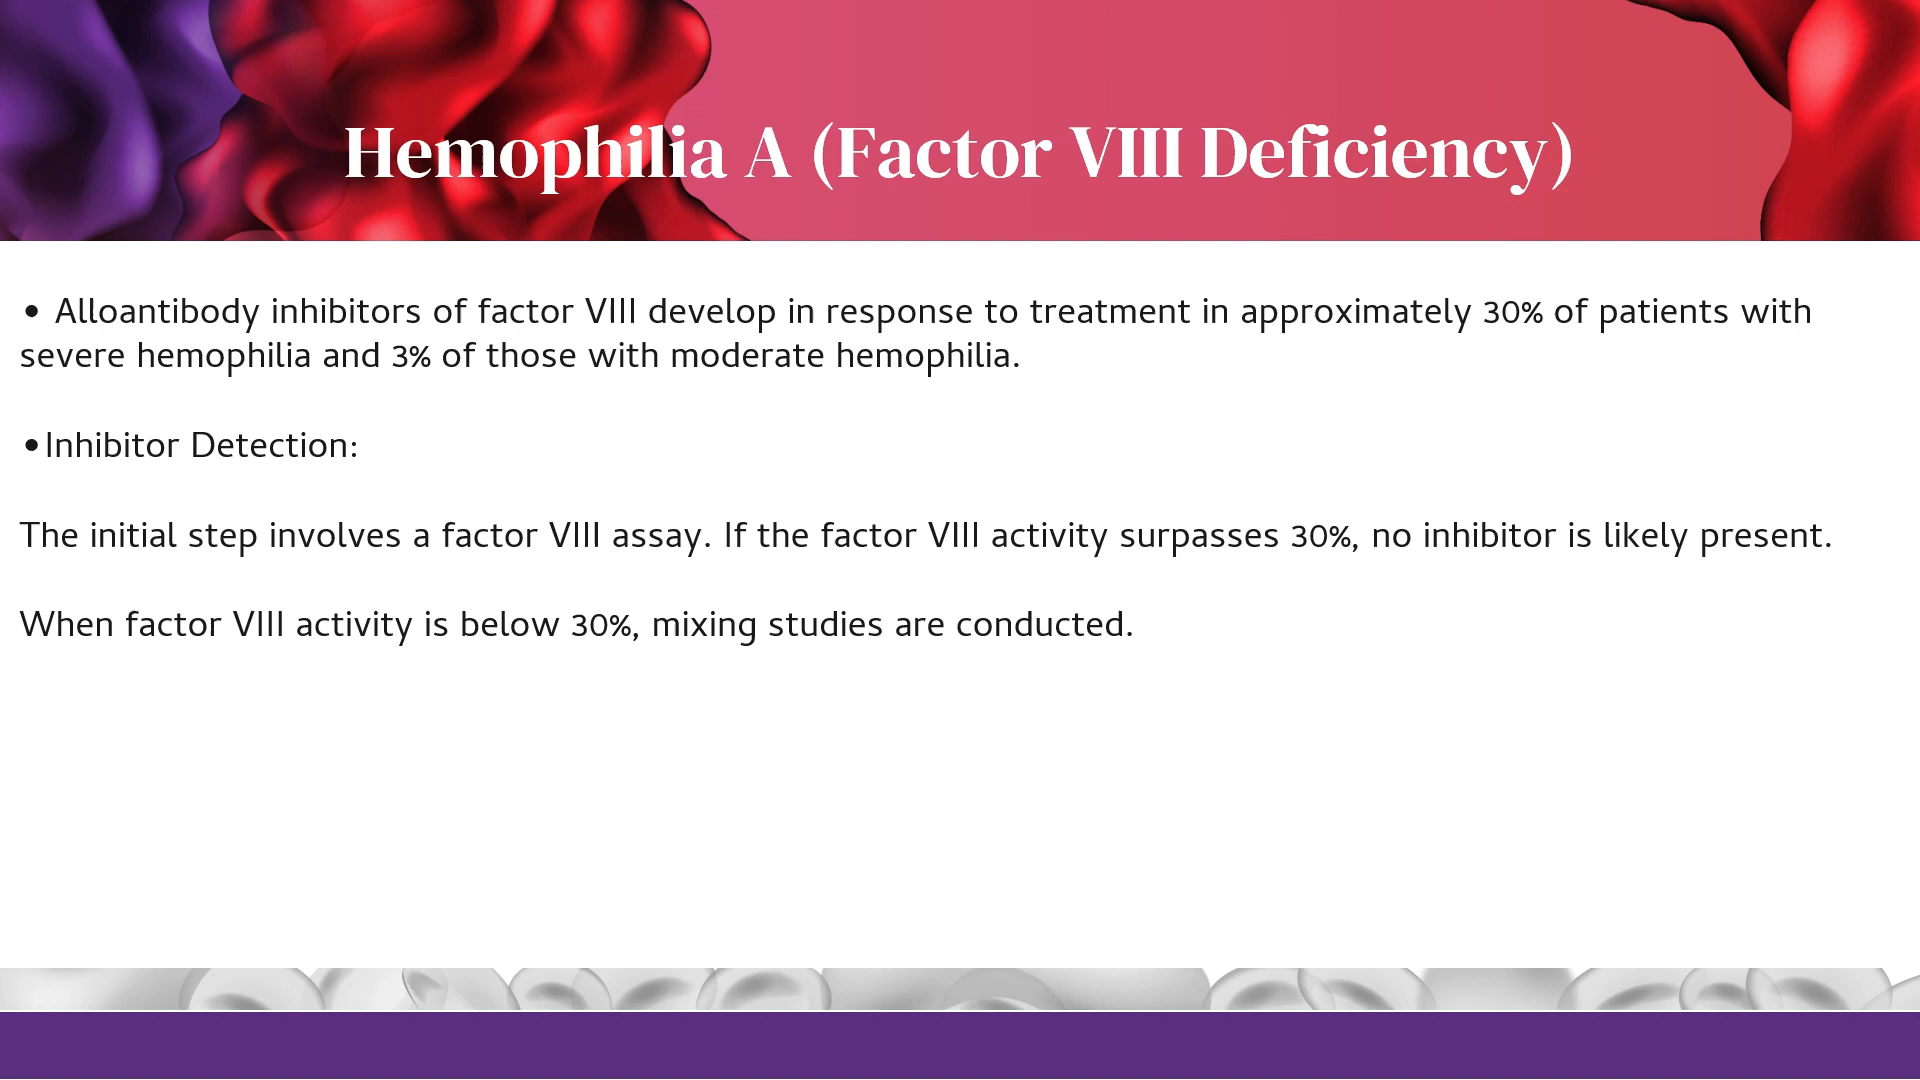 Hemophilia A (Factor VIII Deficiency)
• Alloantibody inhibitors of factor VIII develop in response to treatment in approximately 30% of patients with
severe hemophilia and 3% of those with moderate hemophilia.
•Inhibitor Detection:
The initial step involves a factor VIII assay. If the factor VIII activity surpasses 30%, no inhibitor is likely present.
When factor VIII activity is below 30%, mixing studies are conducted.